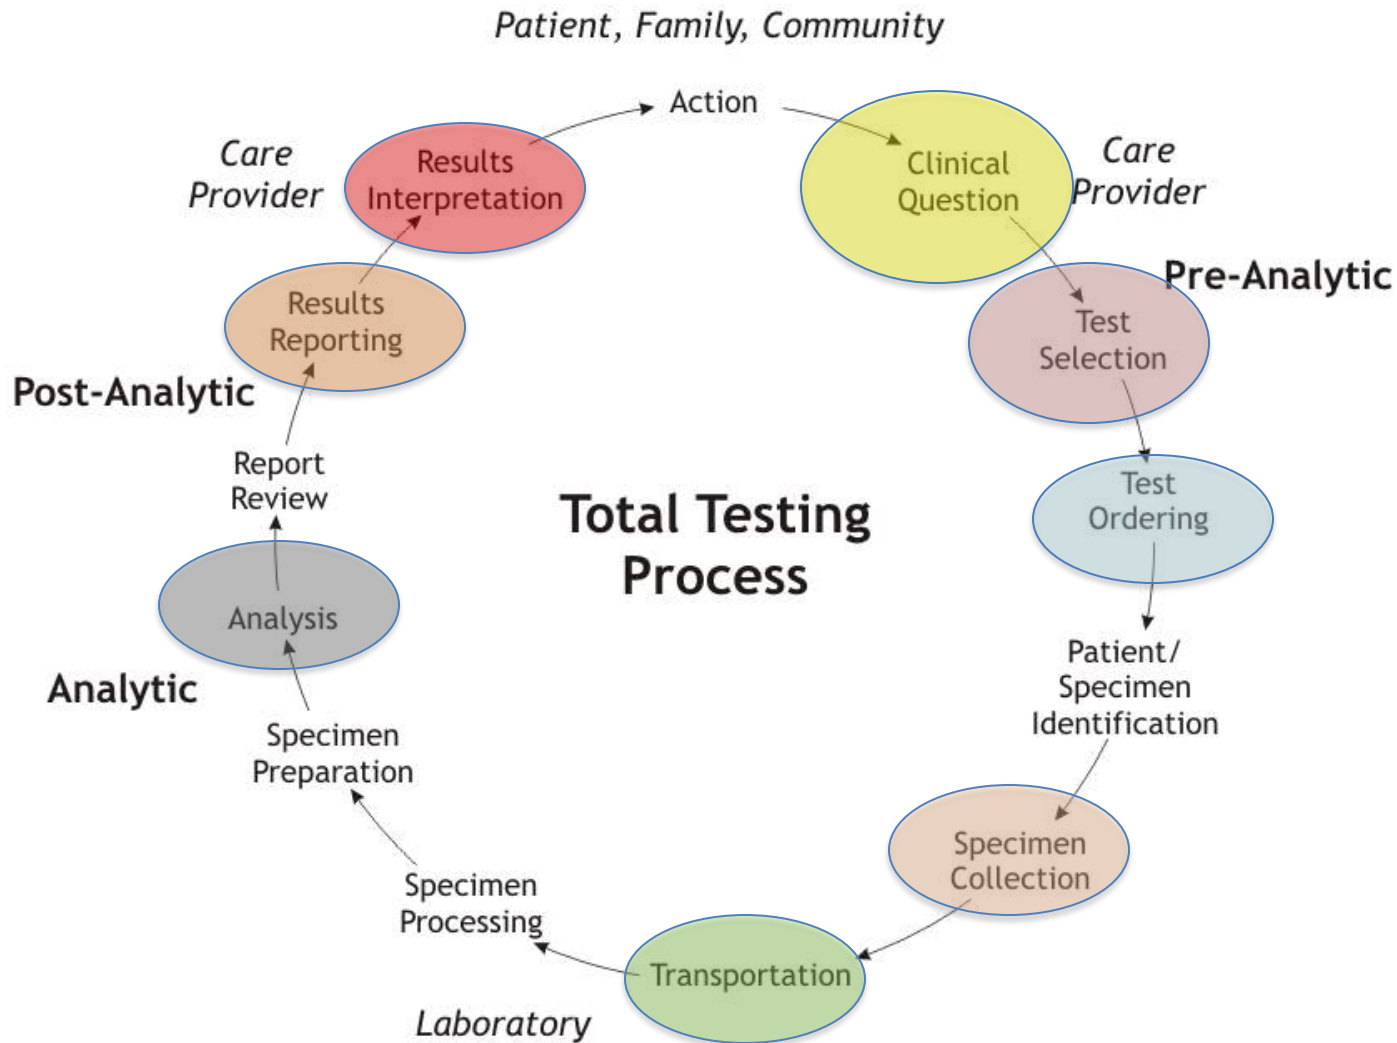 Patient, Family, Community
Action
Care
Provider
Results
Interpretation
Clinical
Question
Care
Provider
Pre-Analytic
Results
Reporting
Test
Selection
Post-Analytic
Report
Review
Test
Ordering
Total Testing
Process
Analysis
Analytic
Patient/
Specimen
Identification
Specimen
Preparation
Specimen
Collection
Specimen
Processing
Transportation
Laboratory